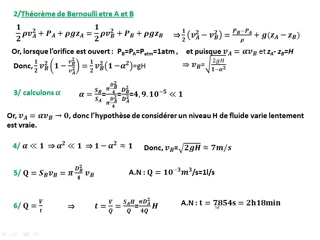 2/Théorème de Bernoulli etre A et B
1/2 ρv_A^2 + P_A + ρgz_A = 1/2 ρv_B^2 + P_B + ρgz_B ⇒ 1/2 (v_A^2 − v_B^2) = (P_B−P_A)/ρ + g(z_A − z_B)
Or, lorsque l'orifice est ouvert : P_B=P_A=P_atm=1atm , et puisque v_A = αv_B et z_A- z_B=H
Donc, 1/2 v_B^2 (1 − v_A^2/v_B^2) = 1/2 v_B^2(1−α^2)=gH ⇒ v_B= √(2gH/(1−α^2))
3/ calculons α α = S_B/S_A = (π D_B^2/4)/(π D_A^2/4) = D_B^2/D_A^2 = 4, 9. 10^−5 ≪ 1
Or, v_A = αv_B → 0, donc l'hypothèse de considérer un niveau H de fluide varie lentement
est vraie.
4/ α ≪ 1 ⇒ α^2 ≪ 1 ⇒ 1−α^2 ≈ 1 Donc, v_B=√(2gH) ≈ 7m/s
5/ Q = S_B v_B = π D_B^2/4 v_B A.N : Q = 10^−3 m^3/s=1l/s
6/ Q = V/t ⇒ t = V/Q = S_A H/Q = πD_A^2/4Q H A.N : t = 7854s = 2h18min